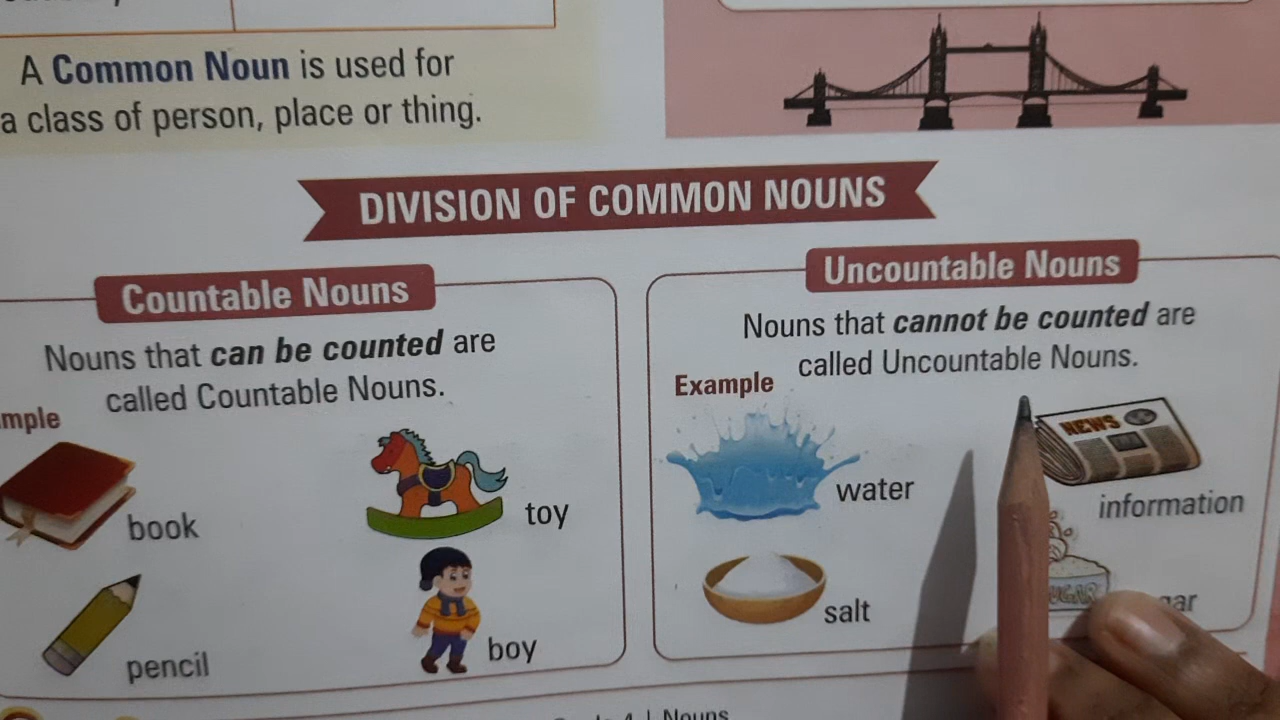 A Common Noun is used for
a class of person, place or thing.
DIVISION OF COMMON NOUNS
Countable Nouns
Nouns that can be counted are
called Countable Nouns.
book
toy
pencil
boy
Uncountable Nouns
Nouns that cannot be counted are
called Uncountable Nouns.
Example
NEWS
water
information
salt
Nouns